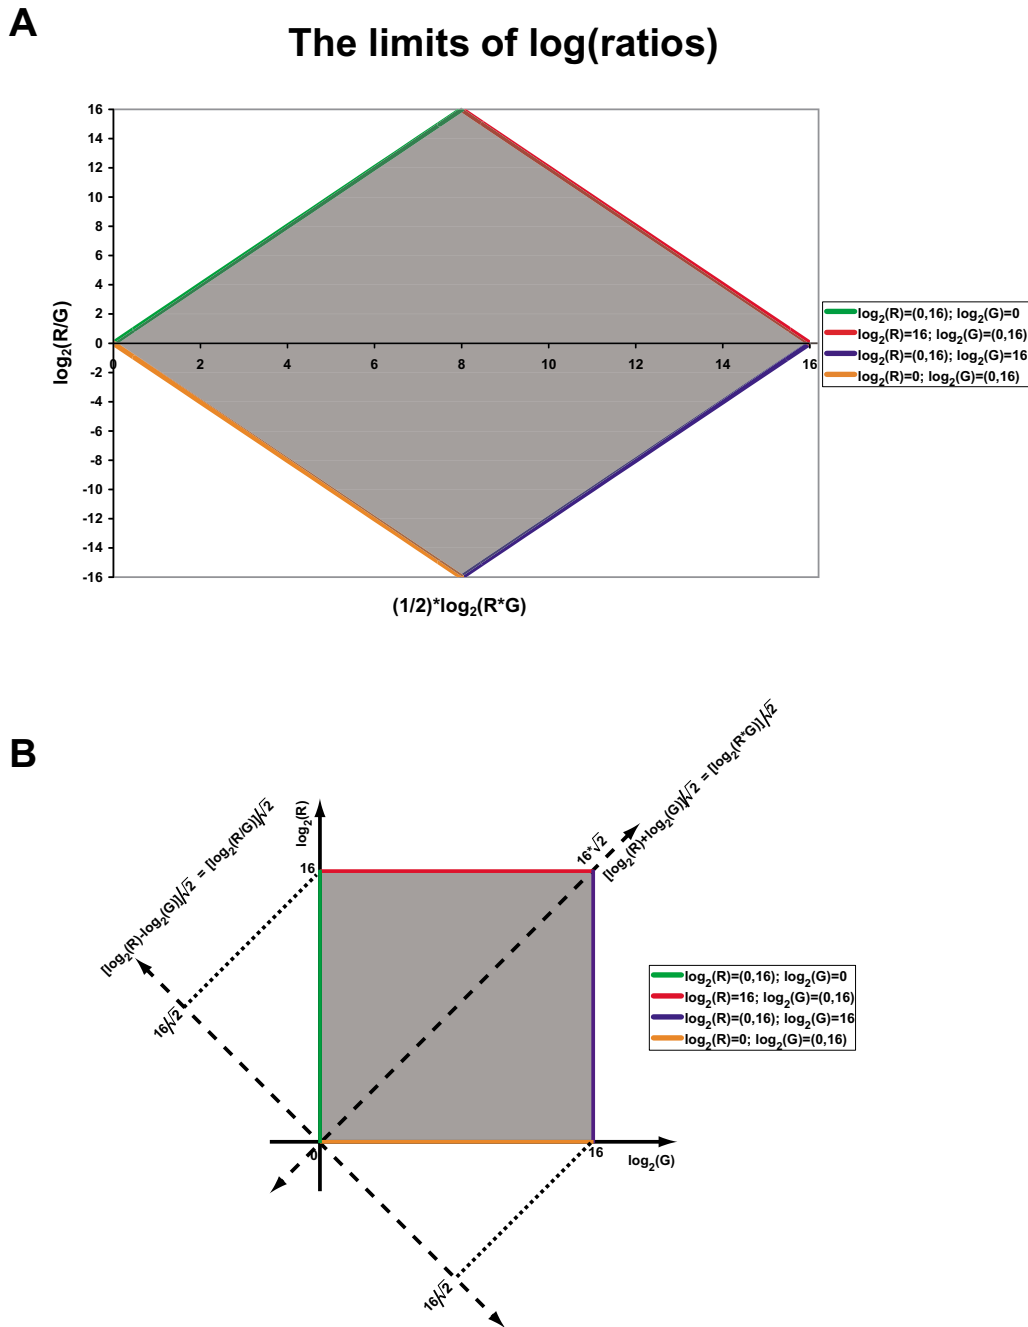 A
The limits of log(ratios)
16
14
12
10
8
6
4
2
0
-2
-4
-6
-8
-10
-12
-14
-16
log₂(R/G)
0 2 4 6 8 10 12 14 16
(1/2)*log₂(R*G)
log₂(R)=(0,16); log₂(G)=0
log₂(R)=16; log₂(G)=(0,16)
log₂(R)=(0,16); log₂(G)=16
log₂(R)=0; log₂(G)=(0,16)
B
[log₂(R)-log₂(G)]/√2 = [log₂(R/G)]/√2
log₂(R)
16
16*√2
[log₂(R)+log₂(G)]/√2 = [log₂(R*G)]/√2
16/√2
0
16
log₂(G)
16/√2
log₂(R)=(0,16); log₂(G)=0
log₂(R)=16; log₂(G)=(0,16)
log₂(R)=(0,16); log₂(G)=16
log₂(R)=0; log₂(G)=(0,16)